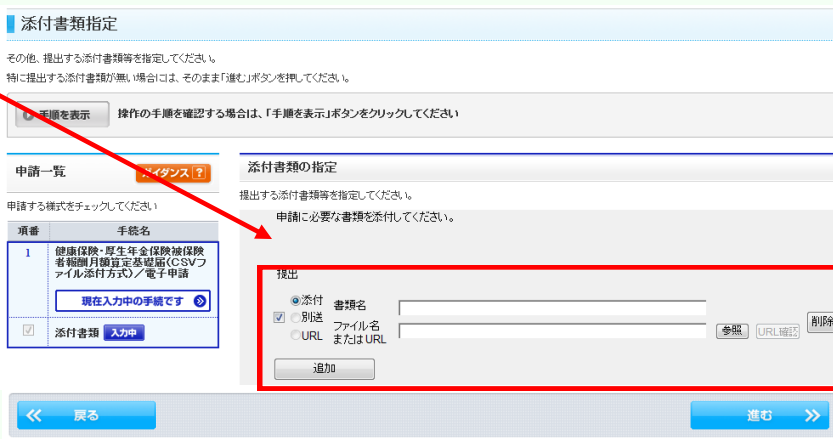 添付書類指定
その他、提出する添付書類等を指定してください。
特に提出する添付書類が無い場合には、そのまま「進む」ボタンを押してください。
手順を表示 操作の手順を確認する場合は、「手順を表示」ボタンをクリックしてください
申請一覧 ガイダンス ?
申請する様式をチェックしてください
項番 手続名
1 健康保険・厚生年金保険被保険
者報酬月額算定基礎届(CSVフ
ァイル添付方式)/電子申請
現在入力中の手続です
添付書類 入力中
添付書類の指定
提出する添付書類等を指定してください。
申請に必要な書類を添付してください。
提出
添付
別送
URL
書類名
ファイル名
またはURL
参照 URL確認 削除
追加
戻る 進む